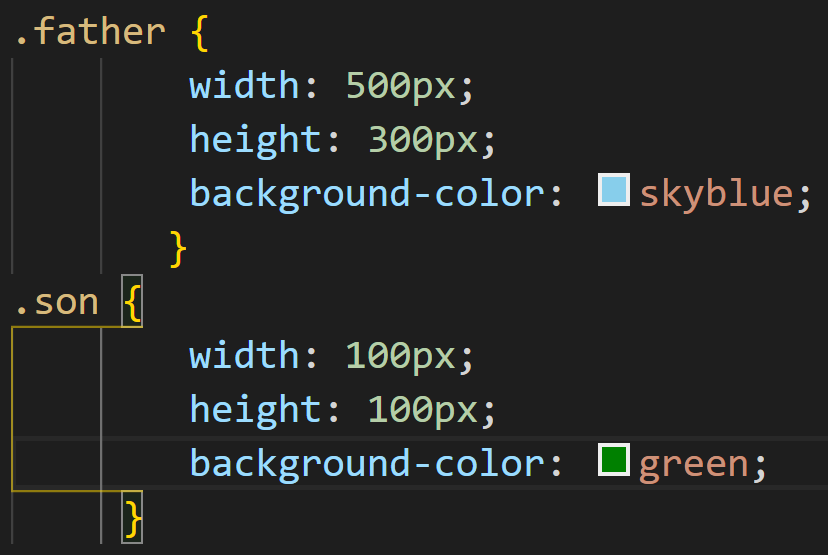 .father {
width: 500px;
height: 300px;
background-color: skyblue;
}
.son {
width: 100px;
height: 100px;
background-color: green;
}